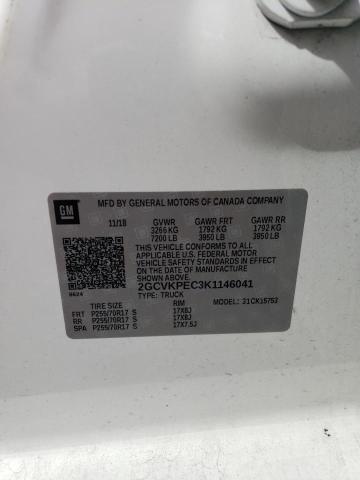 GM
MFD BY GENERAL MOTORS OF CANADA COMPANY
11/18 GVWR GAWR FRT GAWR RR
3266 KG 1792 KG 1792 KG
7200 LB 3950 LB 3950 LB
THIS VEHICLE CONFORMS TO ALL
APPLICABLE U.S. FEDERAL MOTOR
VEHICLE SAFETY STANDARDS IN EFFECT
ON THE DATE OF MANUFACTURE
SHOWN ABOVE.
2GCVKPEC3K1146041
TYPE: TRUCK MODEL: 31CK15753
TIRE SIZE RIM
FRT P255/70R17 S 17X8J
RR P255/70R17 S 17X8J
SPA P255/70R17 S 17X7.5J